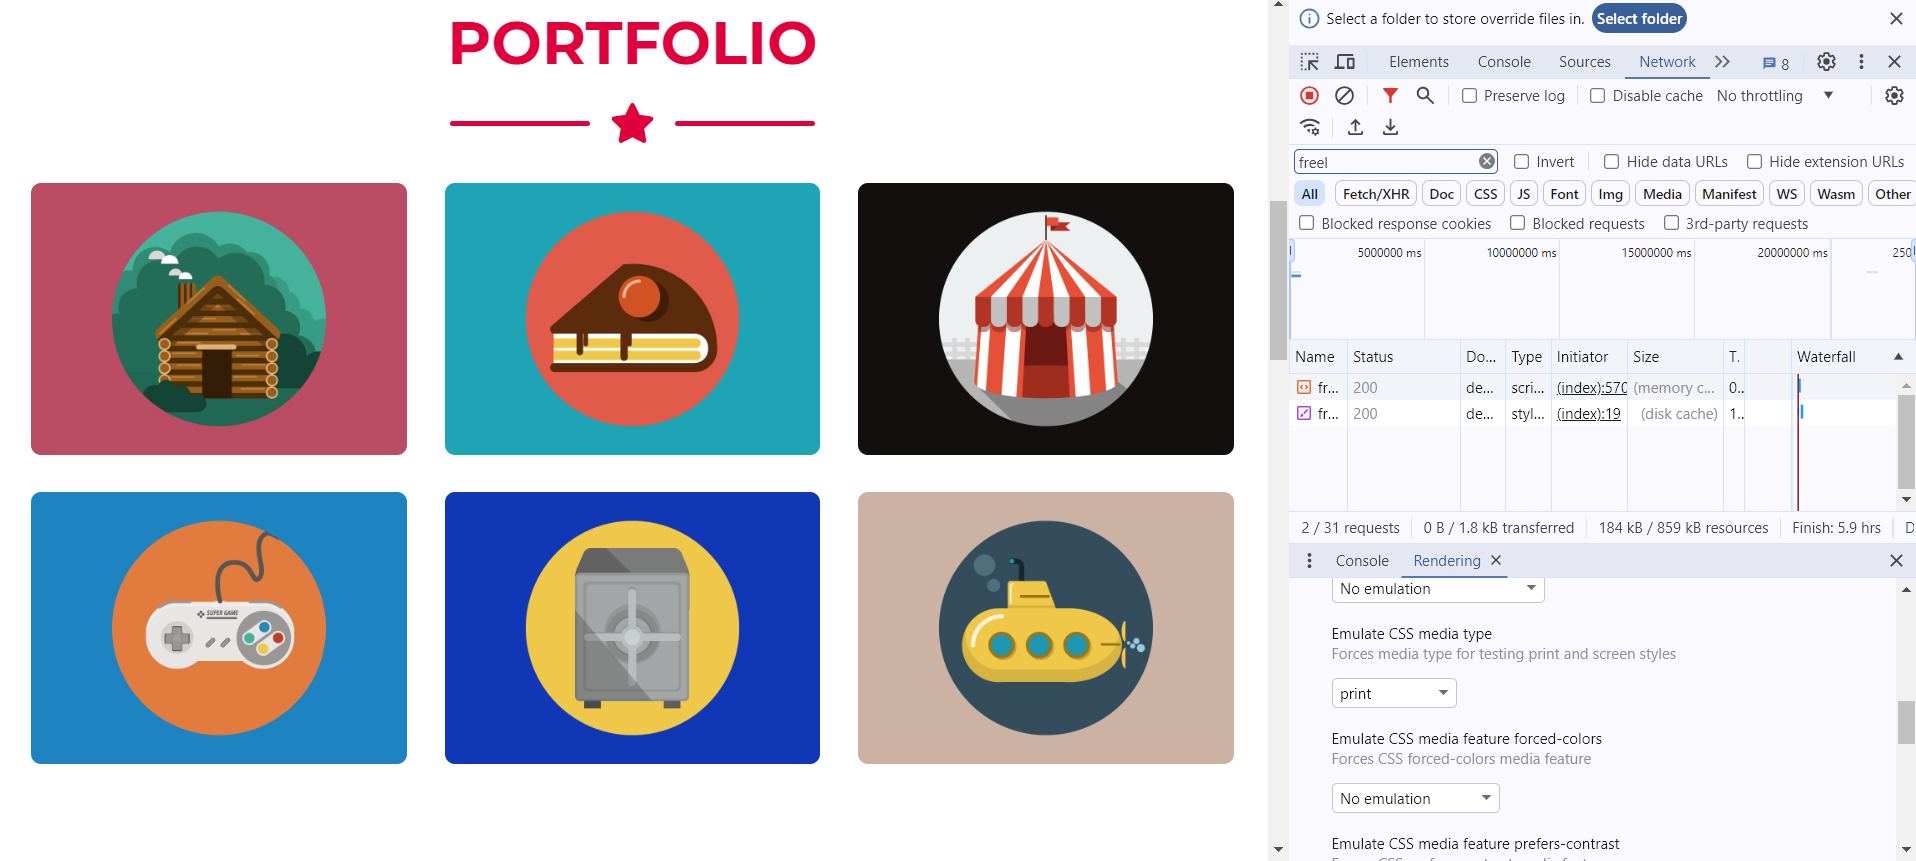 PORTFOLIO
SUPER GAME
Select a folder to store override files in. Select folder
Elements Console Sources Network 8
Preserve log Disable cache No throttling
freel Invert Hide data URLs Hide extension URLs
All Fetch/XHR Doc CSS JS Font Img Media Manifest WS Wasm Other
Blocked response cookies Blocked requests 3rd-party requests
5000000 ms 10000000 ms 15000000 ms 20000000 ms 250
Name Status Do... Type Initiator Size T. Waterfall
fr... 200 de... scri... (index):570 (memory c... 0..
fr... 200 de... styl... (index):19 (disk cache) 1..
2 / 31 requests 0 B / 1.8 kB transferred 184 kB / 859 kB resources Finish: 5.9 hrs D
Console Rendering
No emulation
Emulate CSS media type
Forces media type for testing print and screen styles
print
Emulate CSS media feature forced-colors
Forces CSS forced-colors media feature
No emulation
Emulate CSS media feature prefers-contrast